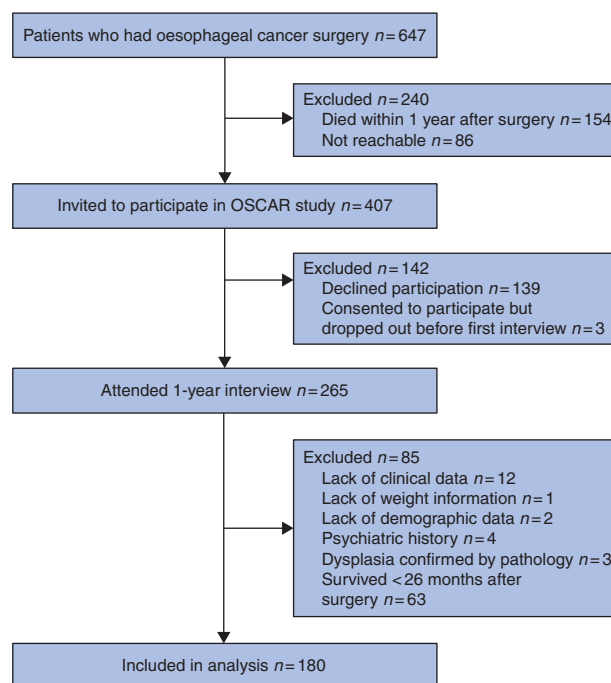 Patients who had oesophageal cancer surgery n=647
Excluded n=240
Died within 1 year after surgery n=154
Not reachable n=86
Invited to participate in OSCAR study n=407
Excluded n=142
Declined participation n=139
Consented to participate but
dropped out before first interview n=3
Attended 1-year interview n=265
Excluded n=85
Lack of clinical data n=12
Lack of weight information n=1
Lack of demographic data n=2
Psychiatric history n=4
Dysplasia confirmed by pathology n=3
Survived <26 months after
surgery n=63
Included in analysis n=180